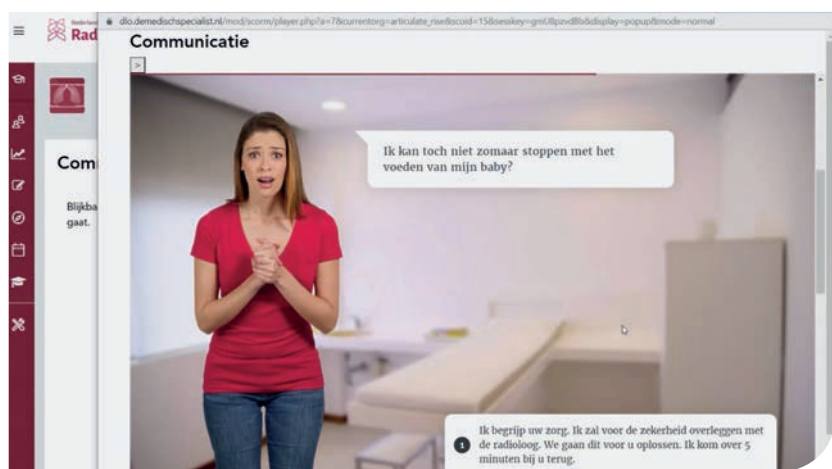 dlo.demedischspecialist.nl/mod/scorm/player.php?a=7&currentorg=articulate_rise&scoid=15&sesskey=gmU8pzvdBb&display=popup&mode=normal
Rad
Communicatie
>
Com
Blijkba
gaat.
Ik kan toch niet zomaar stoppen met het
voeden van mijn baby?
1
Ik begrijp uw zorg. Ik zal voor de zekerheid overleggen met
de radioloog. We gaan dit voor u oplossen. Ik kom over 5
minuten bij u terug.